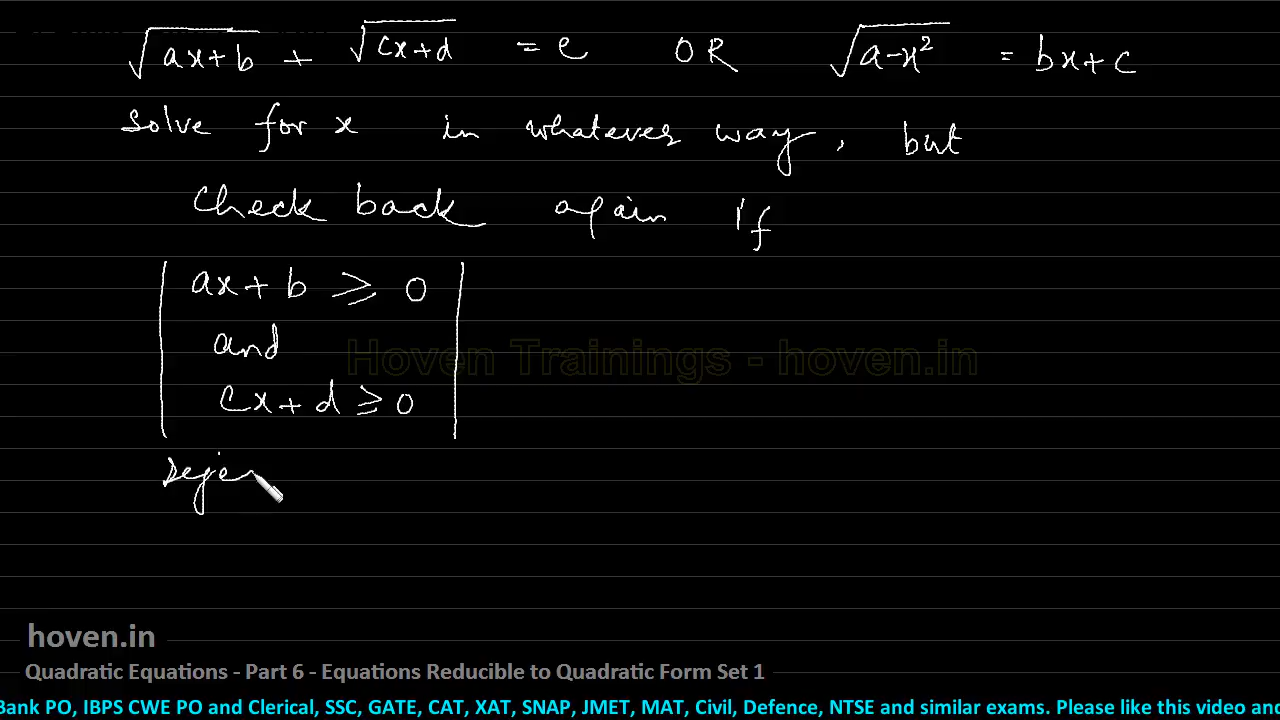 √ax+b + √cx+d = e OR √a-x² = bx+c
Solve for x in whatever way, but
check back again if
ax+b ≥ 0
and
Hoven Trainings - hoven.in
cx+d ≥ 0
hoven.in
Quadratic Equations - Part 6 - Equations Reducible to Quadratic Form Set 1
Bank PO, IBPS CWE PO and Clerical, SSC, GATE, CAT, XAT, SNAP, JMET, MAT, Civil, Defence, NTSE and similar exams. Please like this video and